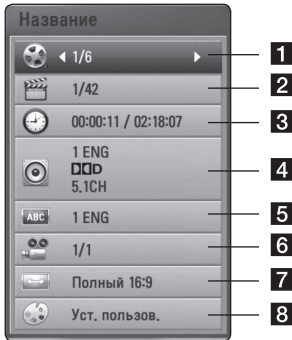 Название
1/6 1
1/42 2
00:00:11 / 02:18:07 3
1 ENG
D
5.1CH
4
ABC 1 ENG 5
1/1 6
Полный 16:9 7
Уст. пользов. 8